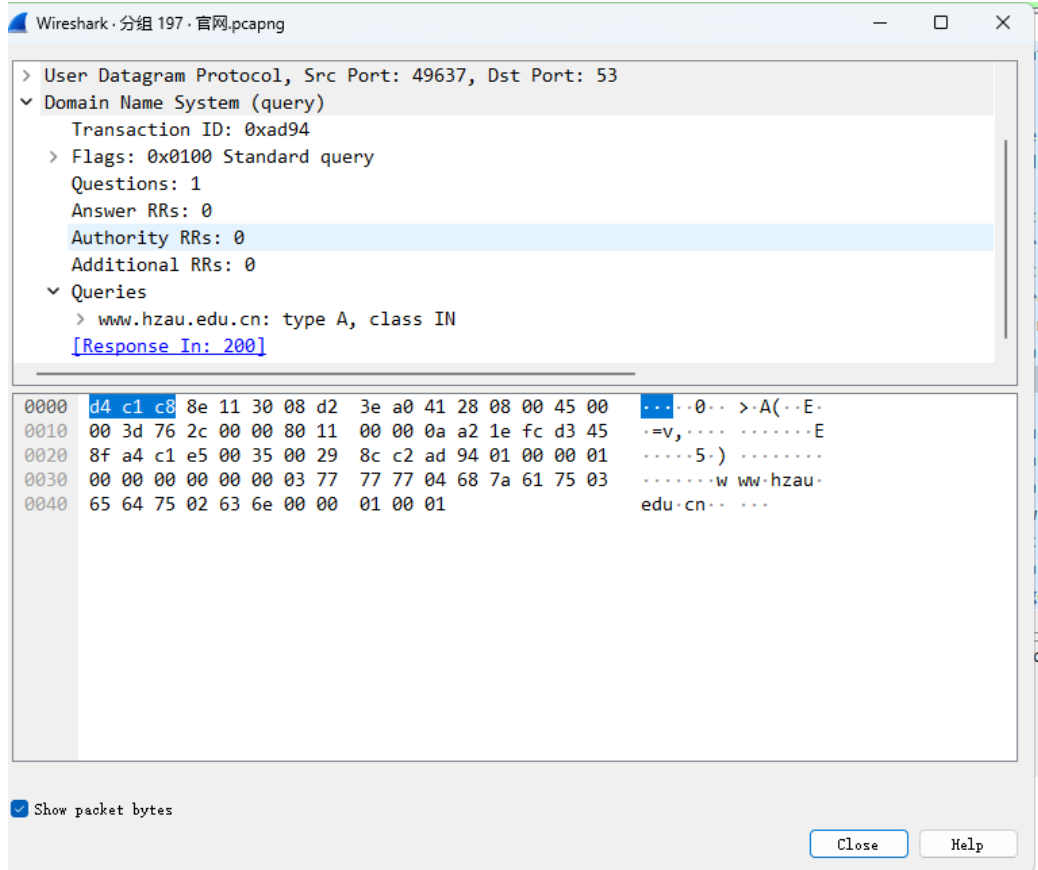 Wireshark · 分组 197 · 官网.pcapng
> User Datagram Protocol, Src Port: 49637, Dst Port: 53
Domain Name System (query)
Transaction ID: 0xad94
> Flags: 0x0100 Standard query
Questions: 1
Answer RRs: 0
Authority RRs: 0
Additional RRs: 0
Queries
> www.hzau.edu.cn: type A, class IN
[Response In: 200]
0000 d4 c1 c8 8e 11 30 08 d2 3e a0 41 28 08 00 45 00 ·····0·· >·A(··E·
0010 00 3d 76 2c 00 00 80 11 00 00 0a a2 1e fc d3 45 ·=v,···· ·······E
0020 8f a4 c1 e5 00 35 00 29 8c c2 ad 94 01 00 00 01 ·····5·) ········
0030 00 00 00 00 00 00 03 77 77 77 04 68 7a 61 75 03 ·······w ww·hzau·
0040 65 64 75 02 63 6e 00 00 01 00 01 edu·cn·· ···
Show packet bytes
Close Help